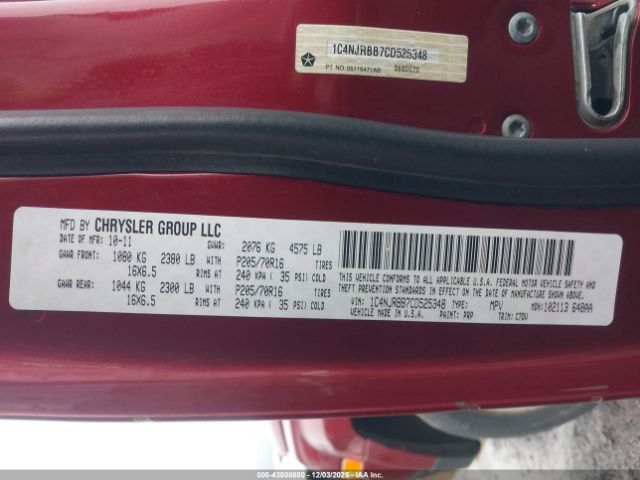 1C4NJRBB7CD525348
PT. NO. 05116471AB
MFD BY CHRYSLER GROUP LLC
DATE OF MFR: 10-11 GVWR: 2076 KG 4575 LB
GAWR FRONT: 1080 KG 2380 LB WITH P205/70R16 TIRES
16X6.5 RIMS AT 240 KPA ( 35 PSI) COLD
GAWR REAR: 1044 KG 2300 LB WITH P205/70R16 TIRES
16X6.5 RIMS AT 240 KPA ( 35 PSI) COLD
THIS VEHICLE CONFORMS TO ALL APPLICABLE U.S.A. FEDERAL MOTOR VEHICLE SAFETY AND
THEFT PREVENTION STANDARDS IN EFFECT ON THE DATE OF MANUFACTURE SHOWN ABOVE.
VIN: 1C4NJRBB7CD525348 TYPE: MPV MDH: 102113 648AA
VEHICLE MADE IN U.S.A. PAINT: PRP TRIM: C7DV
000-43808880 12/03/2025 IAA Inc. Copyright